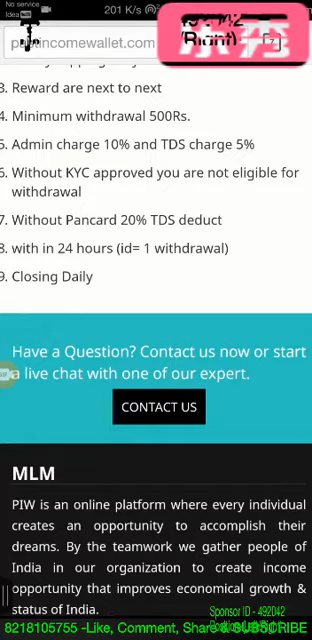 No service
Idea
201 K/s
paidincomewallet.com
(Right)
3. Reward are next to next
4. Minimum withdrawal 500Rs.
5. Admin charge 10% and TDS charge 5%
6. Without KYC approved you are not eligible for
withdrawal
7. Without Pancard 20% TDS deduct
8. with in 24 hours (id= 1 withdrawal)
9. Closing Daily
Have a Question? Contact us now or start
a live chat with one of our expert.
CONTACT US
MLM
PIW is an online platform where every individual
creates an opportunity to accomplish their
dreams. By the teamwork we gather people of
India in our organization to create income
opportunity that improves economical growth &
status of India.
Sponsor ID - 492042
8218105755 -Like, Comment, Share & SUBSCRIBE